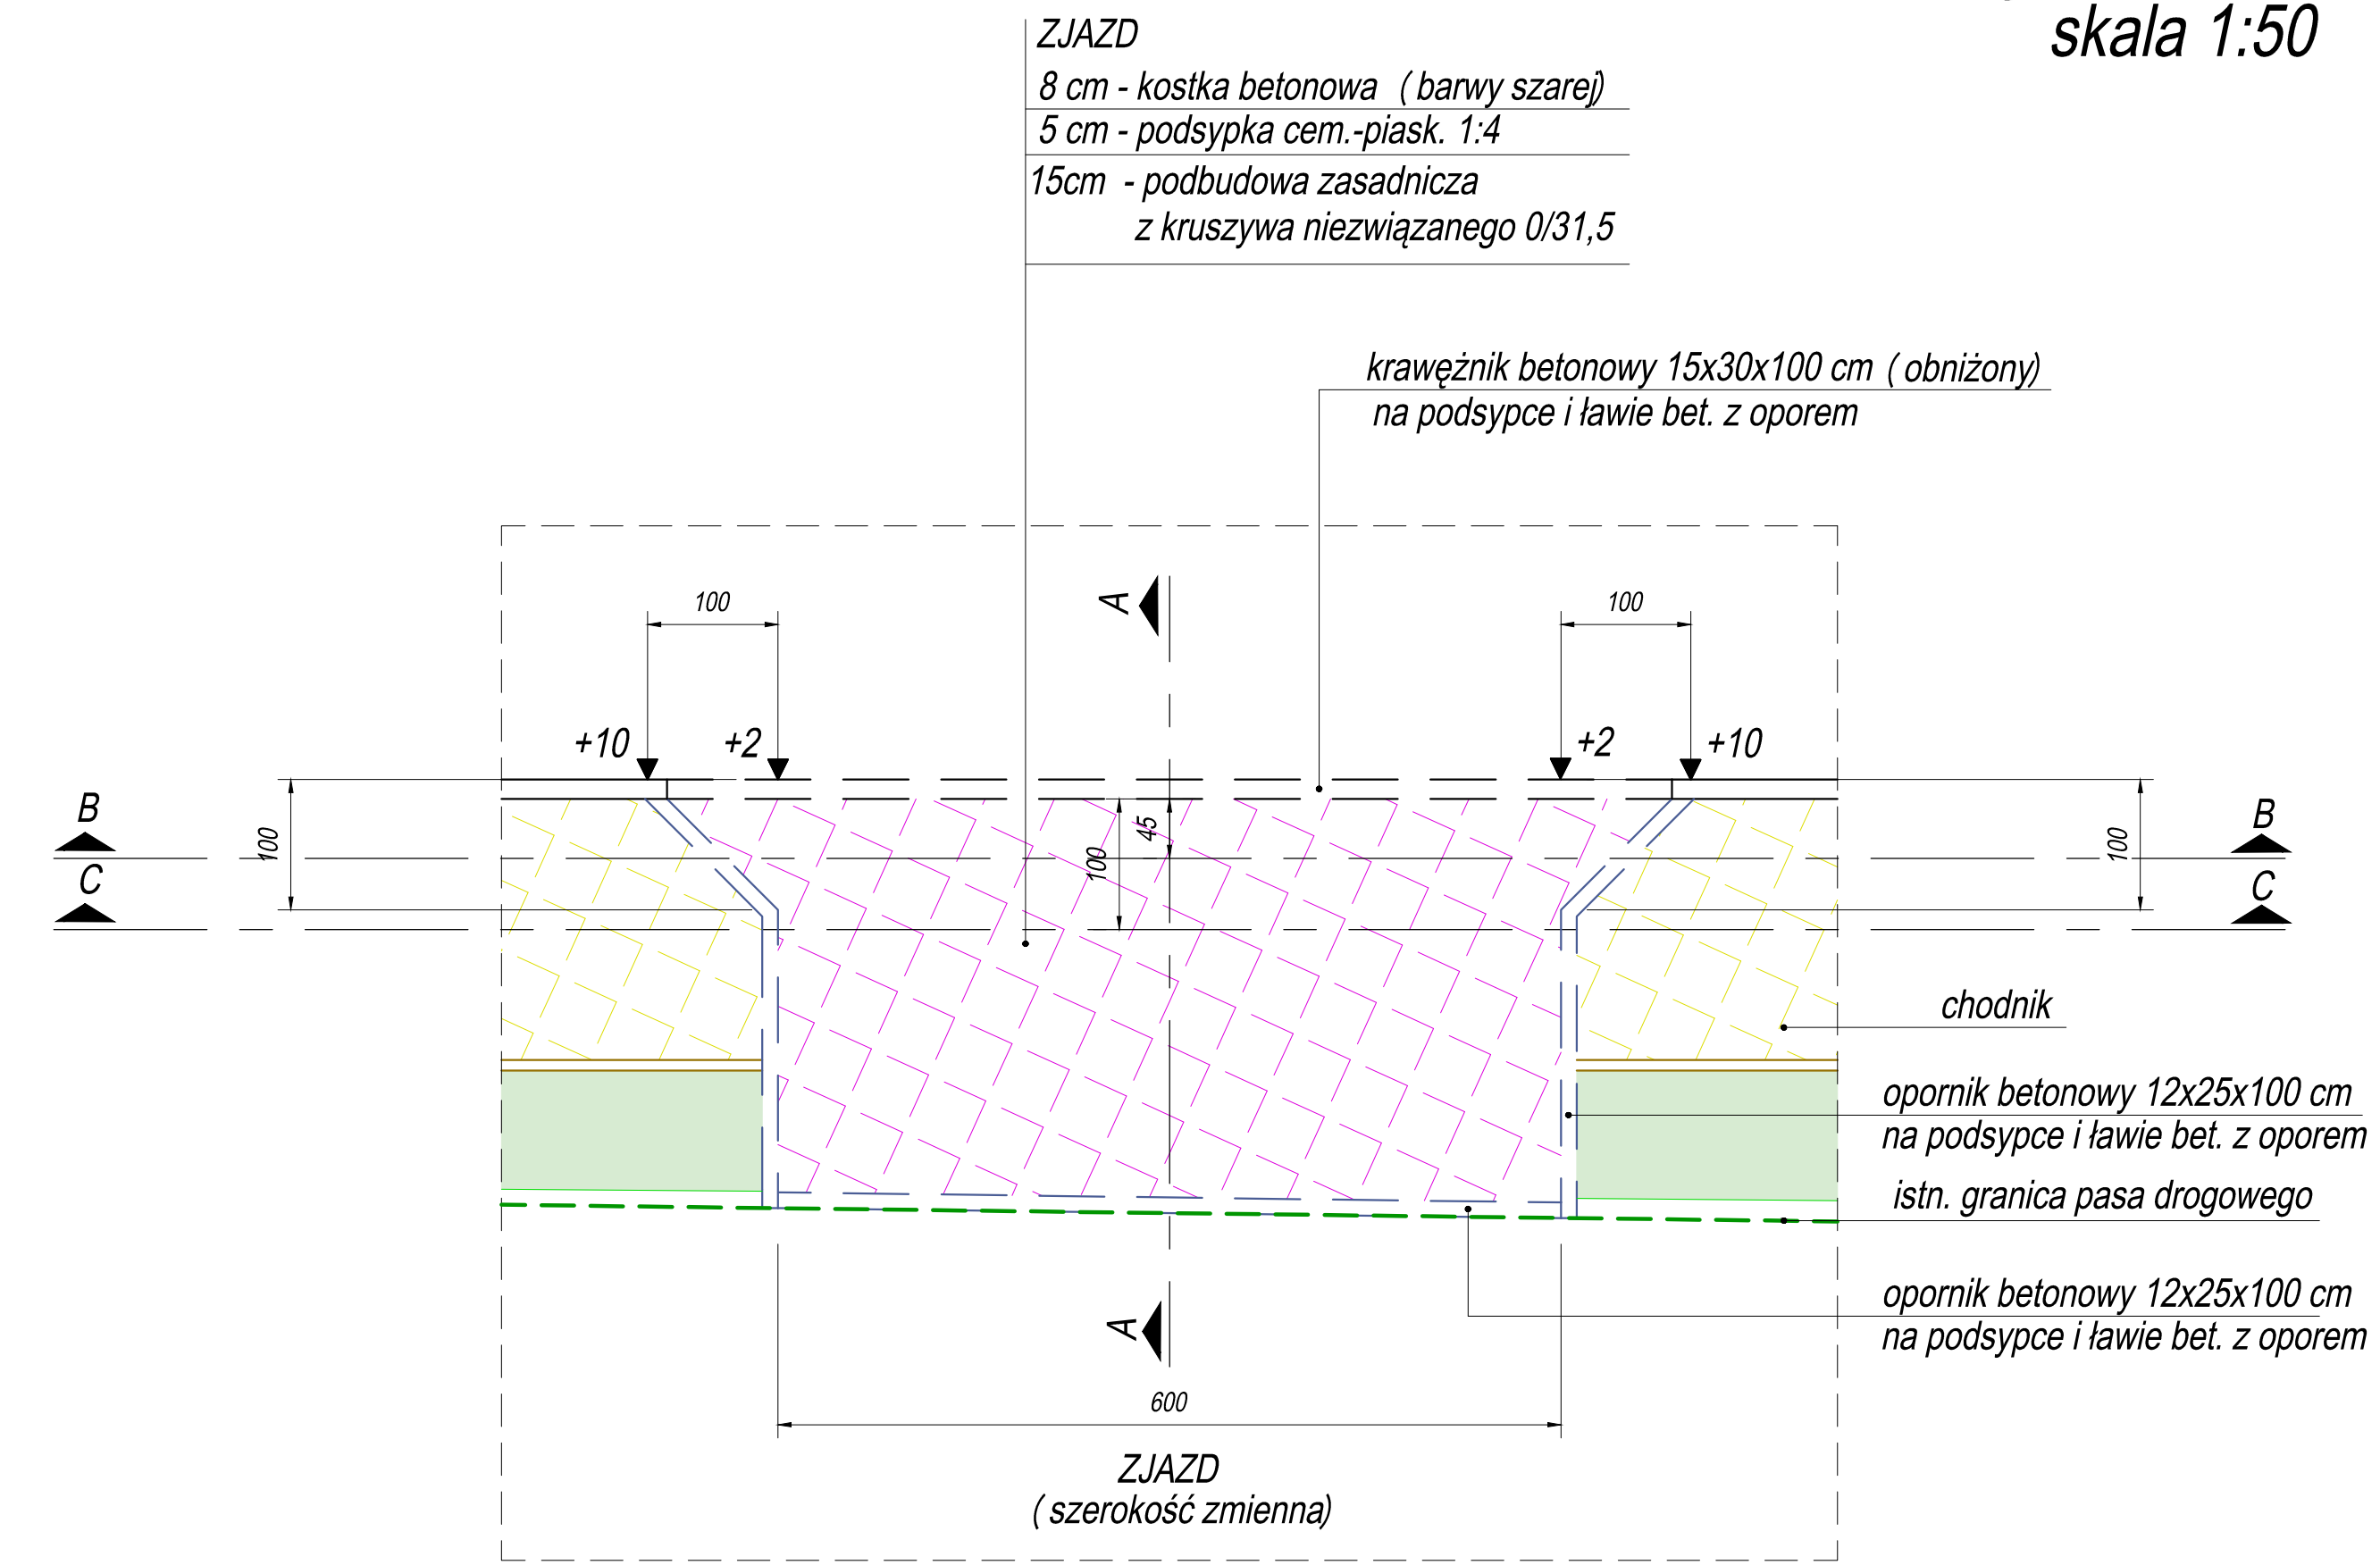 skala 1:50
ZJAZD
8 cm - kostka betonowa ( barwy szarej)
5 cm - podsypka cem.-piask. 1:4
15cm - podbudowa zasadnicza
z kruszywa niezwiązanego 0/31,5
krawężnik betonowy 15x30x100 cm ( obniżony)
na podsypce i ławie bet. z oporem
A
100
100
+10
+2
+2
+10
B
C
100
100
45
100
B
C
chodnik
opornik betonowy 12x25x100 cm
na podsypce i ławie bet. z oporem
istn. granica pasa drogowego
opornik betonowy 12x25x100 cm
na podsypce i ławie bet. z oporem
A
600
ZJAZD
( szerokość zmienna)